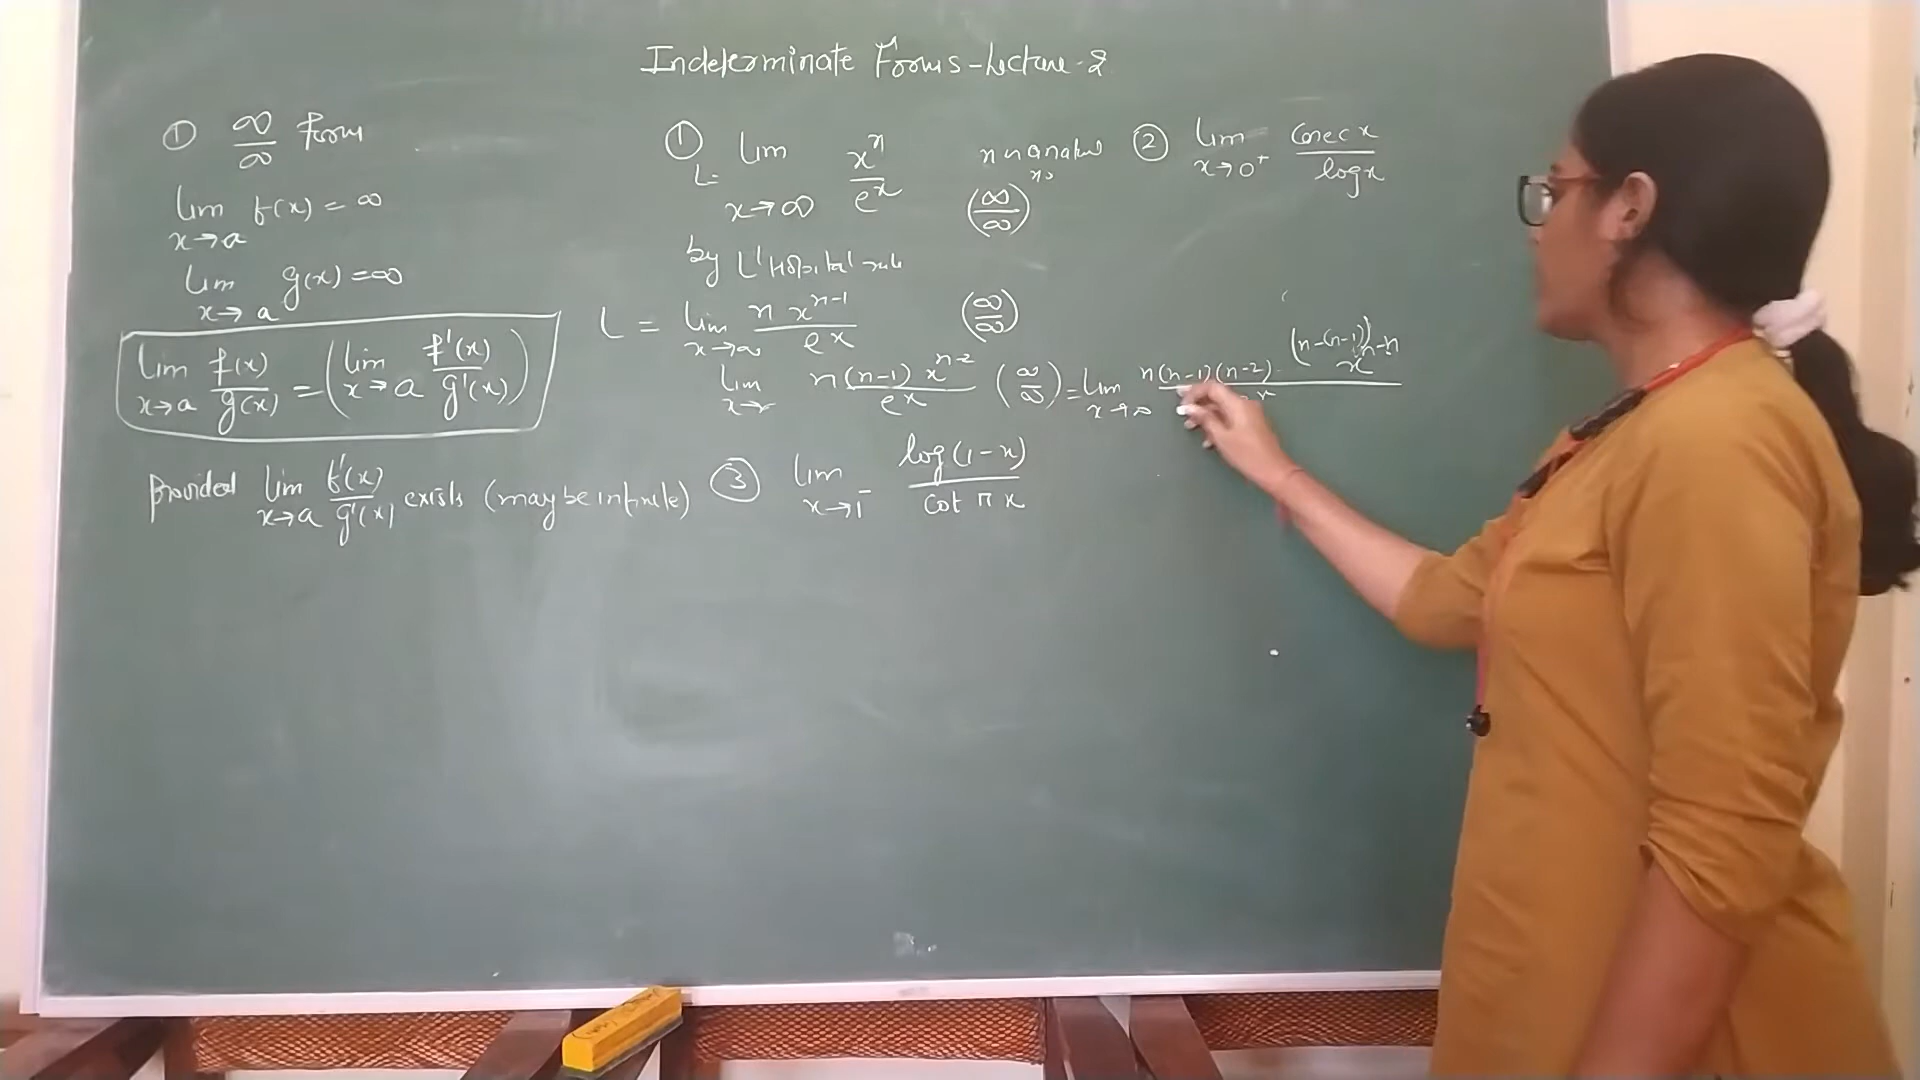 Indeterminate Forms-Lecture-2
① ∞/∞ form
lim x→a f(x) = ∞
lim x→a g(x) = ∞
lim x→a f(x)/g(x) = (lim x→a f'(x)/g'(x))
provided lim x→a f'(x)/g'(x) exists (may be infinite)
① L= lim x→∞ x^n/e^x (∞/∞)
by L'Hospital rule
L = lim x→∞ n x^(n-1)/e^x (∞/∞)
lim x→ n(n-1) x^(n-2)/e^x (∞/∞) = lim x→∞ n(n-1)(n-2) (n-(n-1)) x^(n-n)/e^x
② lim x→0⁺ cosec x/log x
③ lim x→1⁻ log(1-x)/cot π x